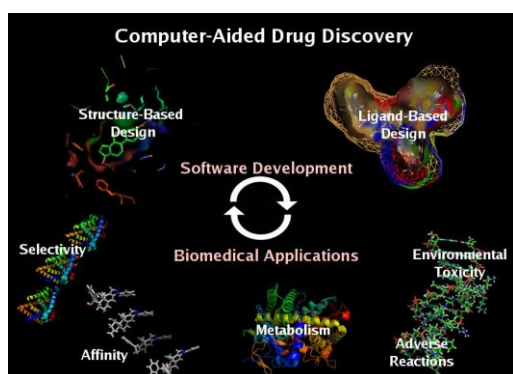 Computer-Aided Drug Discovery
Structure-Based
Design
Ligand-Based
Design
Software Development
Biomedical Applications
Selectivity
Environmental
Toxicity
Affinity
Metabolism
Adverse
Reactions